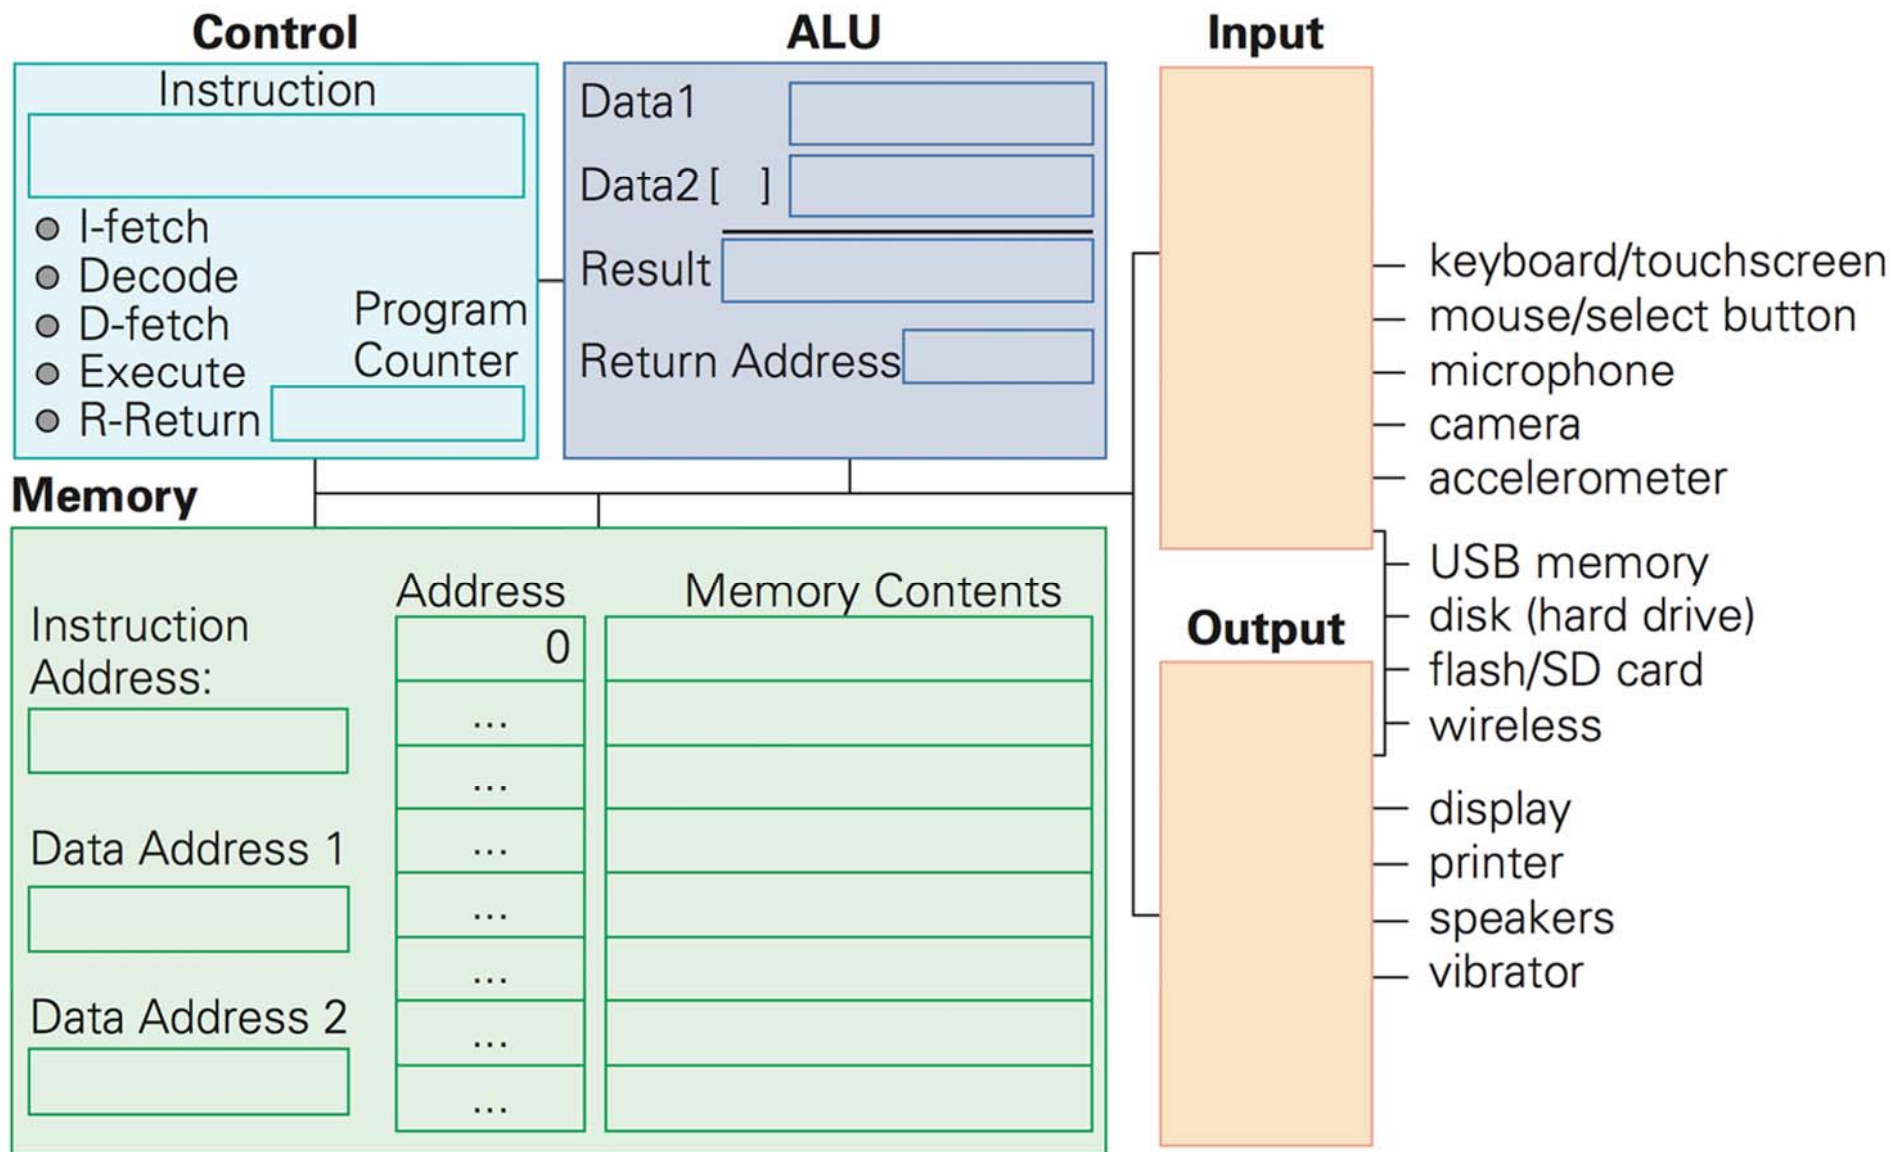 Control
Instruction
I-fetch
Decode
D-fetch
Execute
R-Return
Program
Counter
ALU
Data1
Data2 [ ]
Result
Return Address
Input
keyboard/touchscreen
mouse/select button
microphone
camera
accelerometer
USB memory
disk (hard drive)
flash/SD card
wireless
Output
display
printer
speakers
vibrator
Memory
Instruction
Address:
Data Address 1
Data Address 2
Address
0
...
...
...
...
...
...
...
Memory Contents